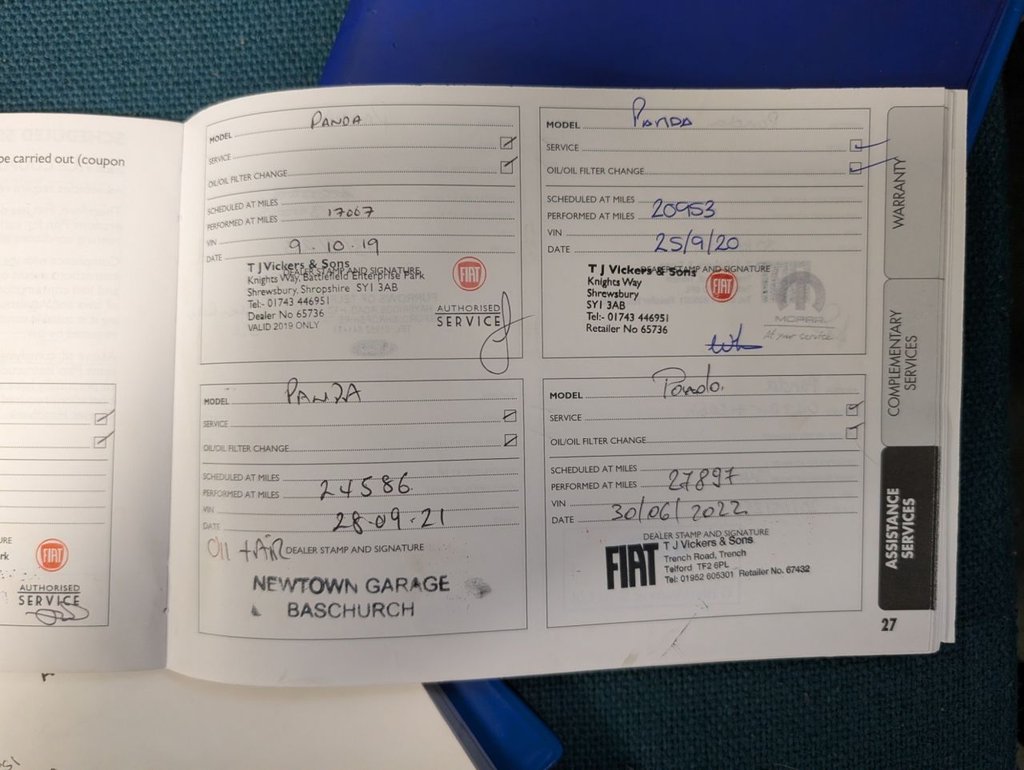 be carried out (coupon
FIAT
AUTHORISED
SERVICE
MODEL PANDA
SERVICE
OIL/OIL FILTER CHANGE
SCHEDULED AT MILES
PERFORMED AT MILES 17007
VIN
DATE 9.10.19
DEALER STAMP AND SIGNATURE
T J Vickers & Sons
Knights Way, Battlefield Enterprise Park
Shrewsbury, Shropshire SY1 3AB
Tel:- 01743 446951
Dealer No 65736
VALID 2019 ONLY
FIAT
AUTHORISED
SERVICE
MODEL PANDA
SERVICE
OIL/OIL FILTER CHANGE
SCHEDULED AT MILES
PERFORMED AT MILES 20953
VIN
DATE 25/9/20
DEALER STAMP AND SIGNATURE
T J Vickers & Sons
Knights Way
Shrewsbury
SY1 3AB
Tel:- 01743 446951
Retailer No 65736
FIAT
MOPAR
At your service
MODEL PANDA
SERVICE
OIL/OIL FILTER CHANGE
SCHEDULED AT MILES
PERFORMED AT MILES 24586
VIN
DATE 28.09.21
Oil + AIR DEALER STAMP AND SIGNATURE
NEWTOWN GARAGE
BASCHURCH
MODEL Panda.
SERVICE
OIL/OIL FILTER CHANGE
SCHEDULED AT MILES
PERFORMED AT MILES 27897
VIN
DATE 30/06/2022
DEALER STAMP AND SIGNATURE
FIAT
T J Vickers & Sons
Trench Road, Trench
Telford TF2 6PL
Tel: 01952 605301 Retailer No. 67432
WARRANTY
COMPLEMENTARY
SERVICES
ASSISTANCE
SERVICES
27